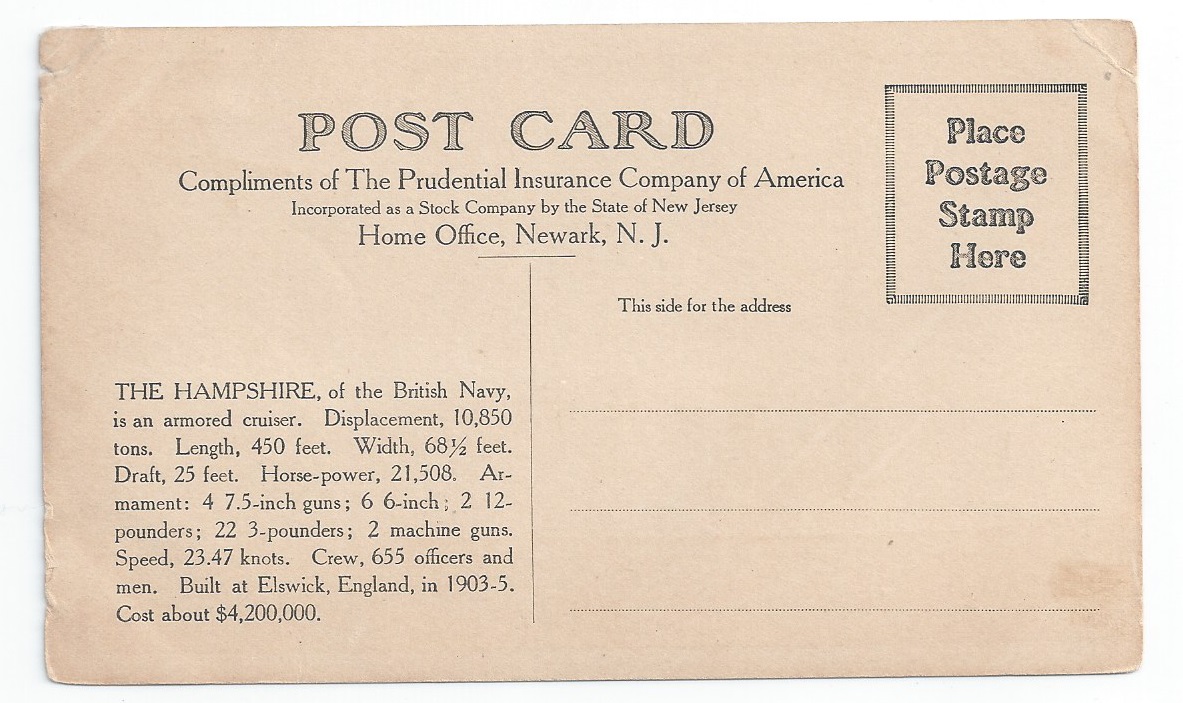 POST CARD
Compliments of The Prudential Insurance Company of America
Incorporated as a Stock Company by the State of New Jersey
Home Office, Newark, N. J.
Place
Postage
Stamp
Here
This side for the address
THE HAMPSHIRE, of the British Navy,
is an armored cruiser. Displacement, 10,850
tons. Length, 450 feet. Width, 68½ feet.
Draft, 25 feet. Horse-power, 21,508. Ar-
mament: 4 7.5-inch guns; 6 6-inch; 2 12-
pounders; 22 3-pounders; 2 machine guns.
Speed, 23.47 knots. Crew, 655 officers and
men. Built at Elswick, England, in 1903-5.
Cost about $4,200,000.